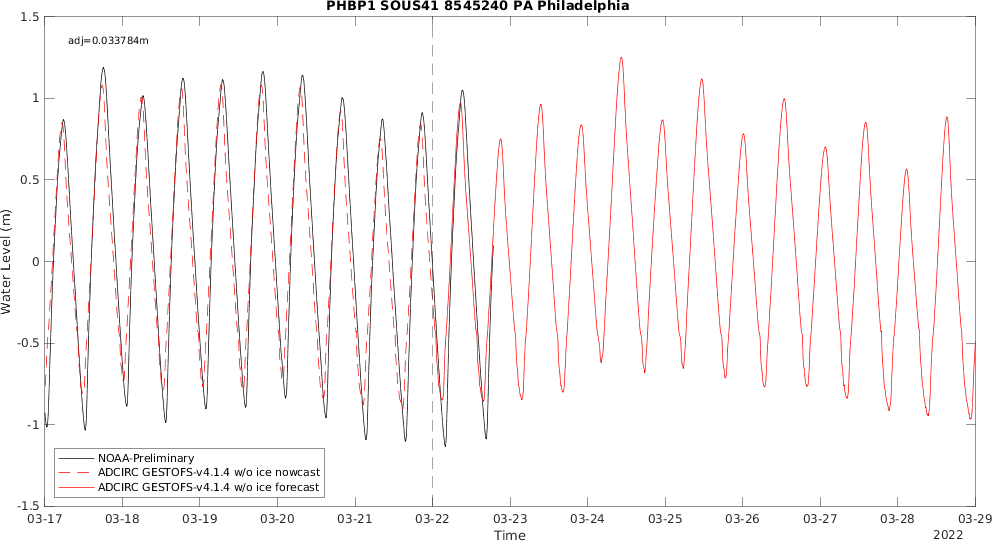 PHBP1 SOUS41 8545240 PA Philadelphia
adj=0.033784m
1.5
1
0.5
0
-0.5
-1
-1.5
Water Level (m)
NOAA-Preliminary
ADCIRC GESTOFS-v4.1.4 w/o ice nowcast
ADCIRC GESTOFS-v4.1.4 w/o ice forecast
03-17 03-18 03-19 03-20 03-21 03-22 03-23 03-24 03-25 03-26 03-27 03-28 03-29
Time
2022